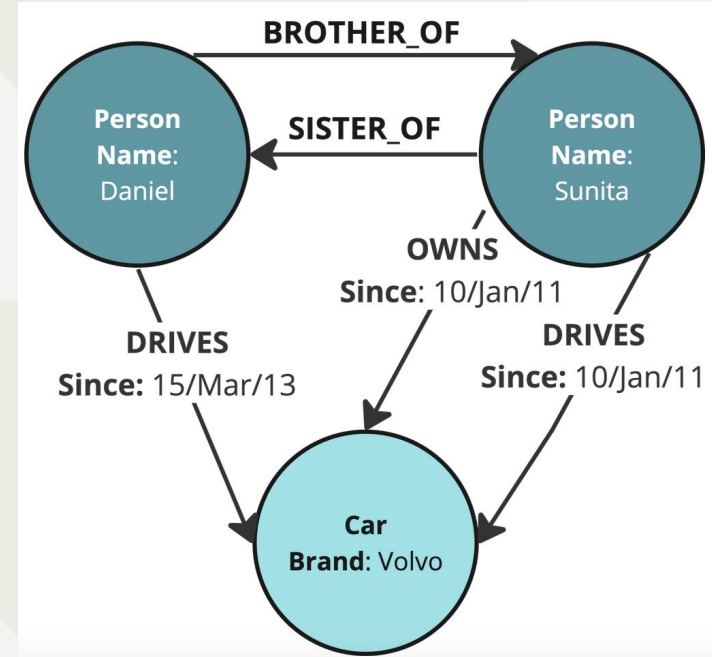 BROTHER_OF
Person
Name:
Daniel
SISTER_OF
Person
Name:
Sunita
OWNS
Since: 10/Jan/11
DRIVES
Since: 15/Mar/13
DRIVES
Since: 10/Jan/11
Car
Brand: Volvo